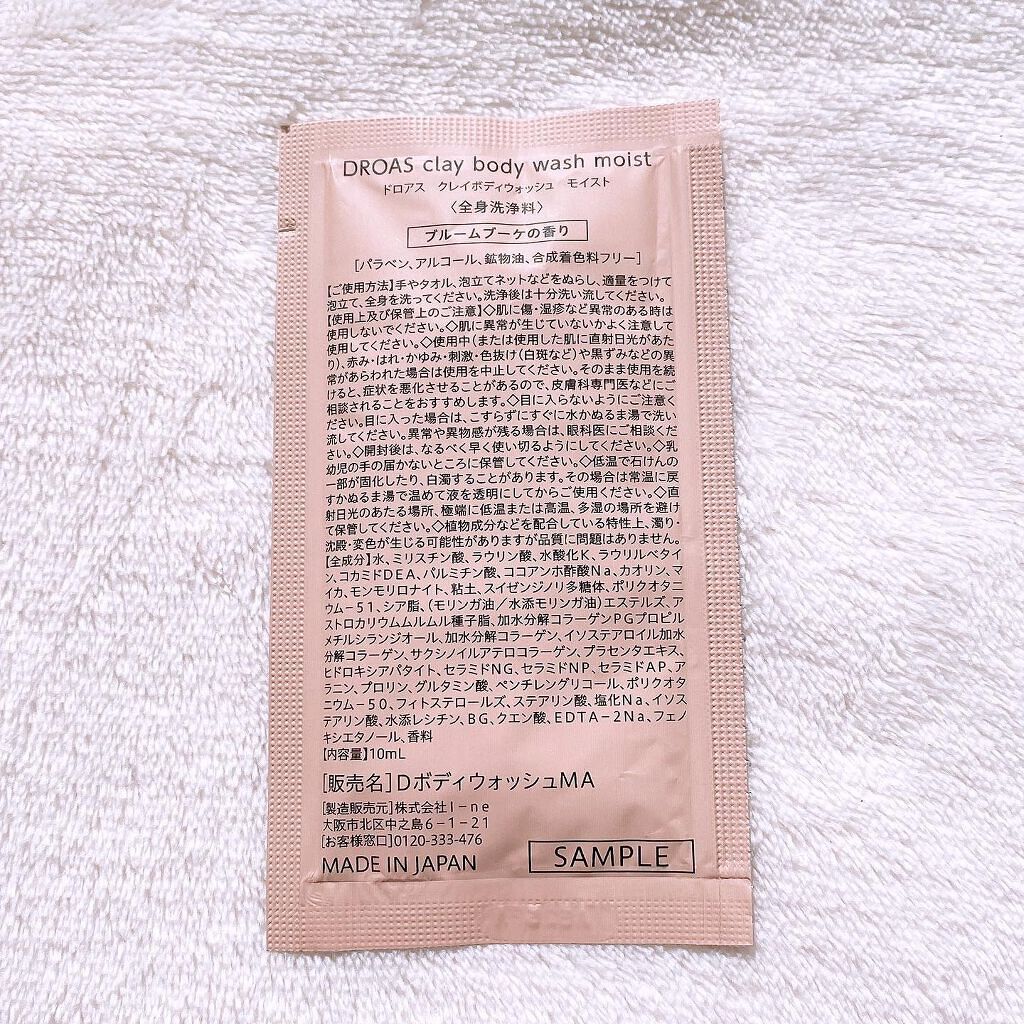 DROAS clay body wash moist
ドロアス クレイボディウォッシュ モイスト
〈全身洗浄料〉
ブルームブーケの香り
[パラベン、アルコール、鉱物油、合成着色料フリー]
【ご使用方法】手やタオル、泡立てネットなどをぬらし、適量をつけて
泡立て、全身を洗ってください。洗浄後は十分洗い流してください。
【使用上及び保管上のご注意】◇肌に傷・湿疹など異常のある時は
使用しないでください。◇肌に異常が生じていないかよく注意して
使用してください。◇使用中(または使用した肌に直射日光があた
り)、赤み・はれ・かゆみ・刺激・色抜け(白斑など)や黒ずみなどの異
常があらわれた場合は使用を中止してください。そのまま使用を続
けると、症状を悪化させることがあるので、皮膚科専門医などにご
相談されることをおすすめします。◇目に入らないようにご注意く
ださい。目に入った場合は、こすらずにすぐに水かぬるま湯で洗い
流してください。異常や異物感が残る場合は、眼科医にご相談くだ
さい。◇開封後は、なるべく早く使い切るようにしてください。◇乳
幼児の手の届かないところに保管してください。◇低温で石けんの
一部が固化したり、白濁することがあります。その場合は常温に戻
すかぬるま湯で温めて液を透明にしてからご使用ください。◇直
射日光のあたる場所、極端に低温または高温、多湿の場所を避け
て保管してください。◇植物成分などを配合している特性上、濁り・
沈殿・変色が生じる可能性がありますが品質に問題はありません。
【全成分】水、ミリスチン酸、ラウリン酸、水酸化K、ラウリルベタイ
ン、コカミドDEA、パルミチン酸、ココアンホ酢酸Na、カオリン、マ
イカ、モンモリロナイト、粘土、スイゼンジノリ多糖体、ポリクオタニ
ウム-51、シア脂、(モリンガ油/水添モリンガ油)エステルズ、ア
ストロカリウムムルムル種子脂、加水分解コラーゲンPGプロピル
メチルシランジオール、加水分解コラーゲン、イソステアロイル加水
分解コラーゲン、サクシノイルアテロコラーゲン、プラセンタエキス、
ヒドロキシアパタイト、セラミドNG、セラミドNP、セラミドAP、ア
ラニン、プロリン、グルタミン酸、ペンチレングリコール、ポリクオタ
ニウム-50、フィトステロールズ、ステアリン酸、塩化Na、イソス
テアリン酸、水添レシチン、BG、クエン酸、EDTA-2Na、フェノ
キシエタノール、香料
【内容量】10mL
[販売名]DボディウォッシュMA
[製造販売元]株式会社I-ne
大阪市北区中之島6-1-21
[お客様窓口]0120-333-476
MADE IN JAPAN
SAMPLE